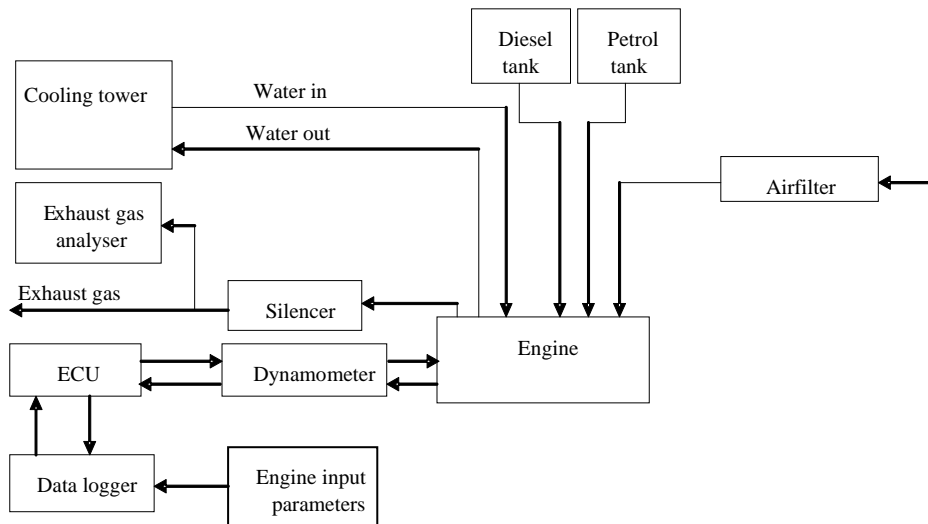 Diesel
tank
Petrol
tank
Cooling tower
Water in
Water out
Airfilter
Exhaust gas
analyser
Exhaust gas
Silencer
Engine
ECU
Dynamometer
Data logger
Engine input
parameters